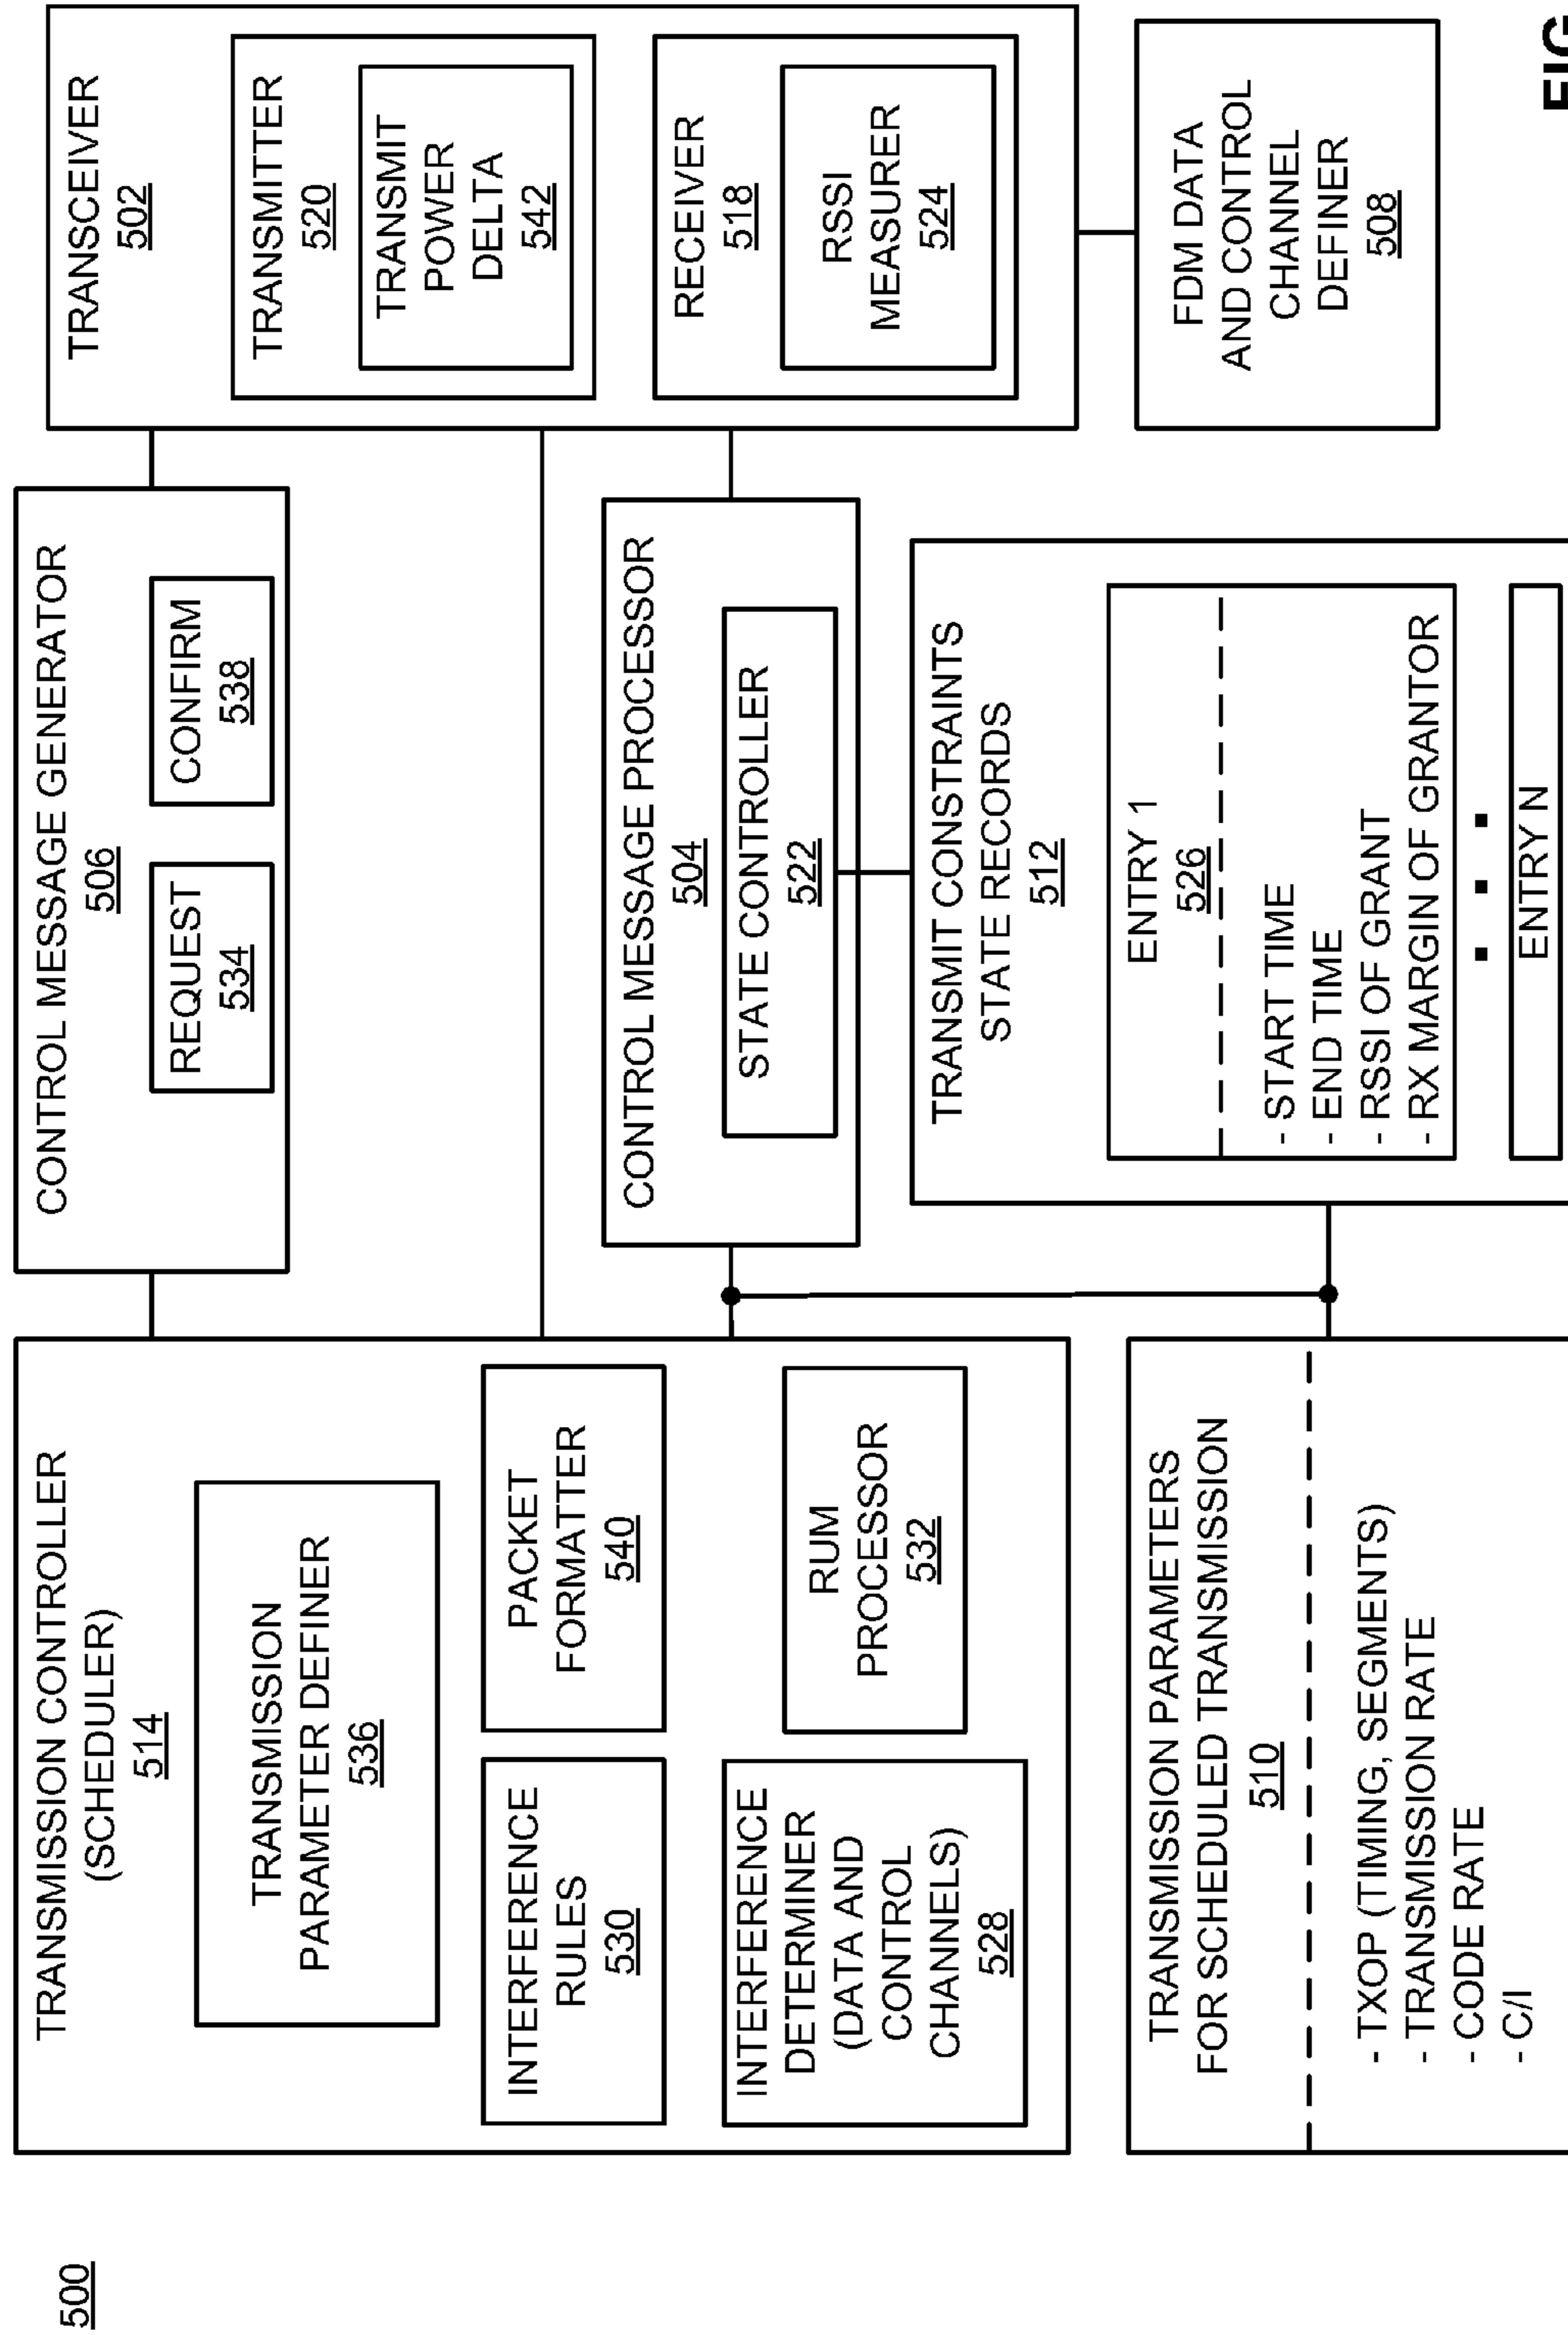 500
TRANSMISSION CONTROLLER
(SCHEDULER)
514
TRANSMISSION
PARAMETER DEFINER
536
INTERFERENCE
RULES
530
PACKET
FORMATTER
540
INTERFERENCE
DETERMINER
(DATA AND
CONTROL
CHANNELS)
528
RUM
PROCESSOR
532
TRANSMISSION PARAMETERS
FOR SCHEDULED TRANSMISSION
510
- TXOP (TIMING, SEGMENTS)
- TRANSMISSION RATE
- CODE RATE
- C/I
CONTROL MESSAGE GENERATOR
506
REQUEST
534
CONFIRM
538
CONTROL MESSAGE PROCESSOR
504
STATE CONTROLLER
522
TRANSMIT CONSTRAINTS
STATE RECORDS
512
ENTRY 1
526
- START TIME
- END TIME
- RSSI OF GRANT
- RX MARGIN OF GRANTOR
. . .
ENTRY N
TRANSCEIVER
502
TRANSMITTER
520
TRANSMIT
POWER
DELTA
542
RECEIVER
518
RSSI
MEASURER
524
FDM DATA
AND CONTROL
CHANNEL
DEFINER
508
FIG